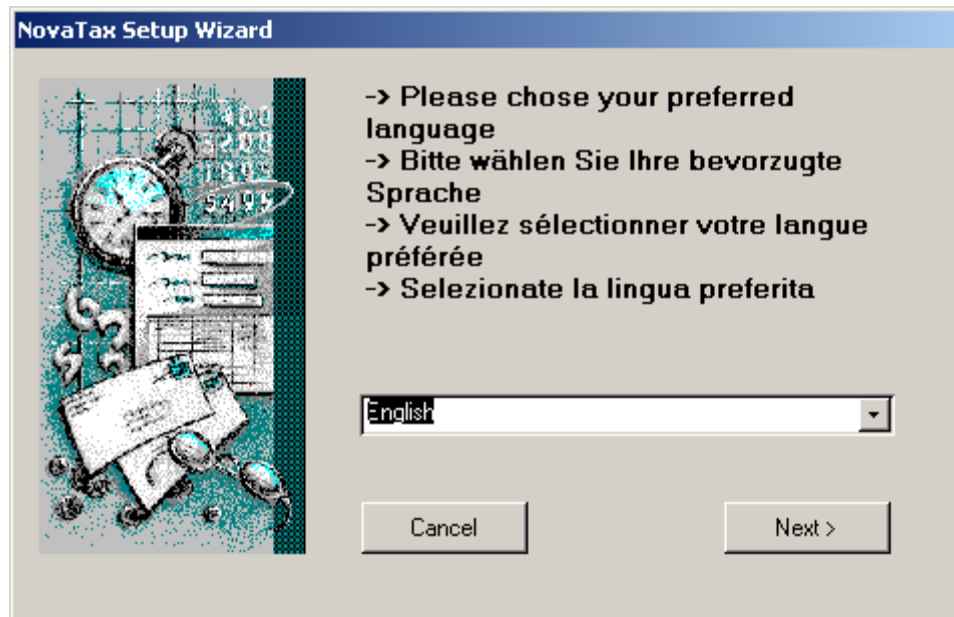 NovaTax Setup Wizard
-> Please chose your preferred
language
-> Bitte wählen Sie Ihre bevorzugte
Sprache
-> Veuillez sélectionner votre langue
préférée
-> Selezionate la lingua preferita
English
Cancel
Next >